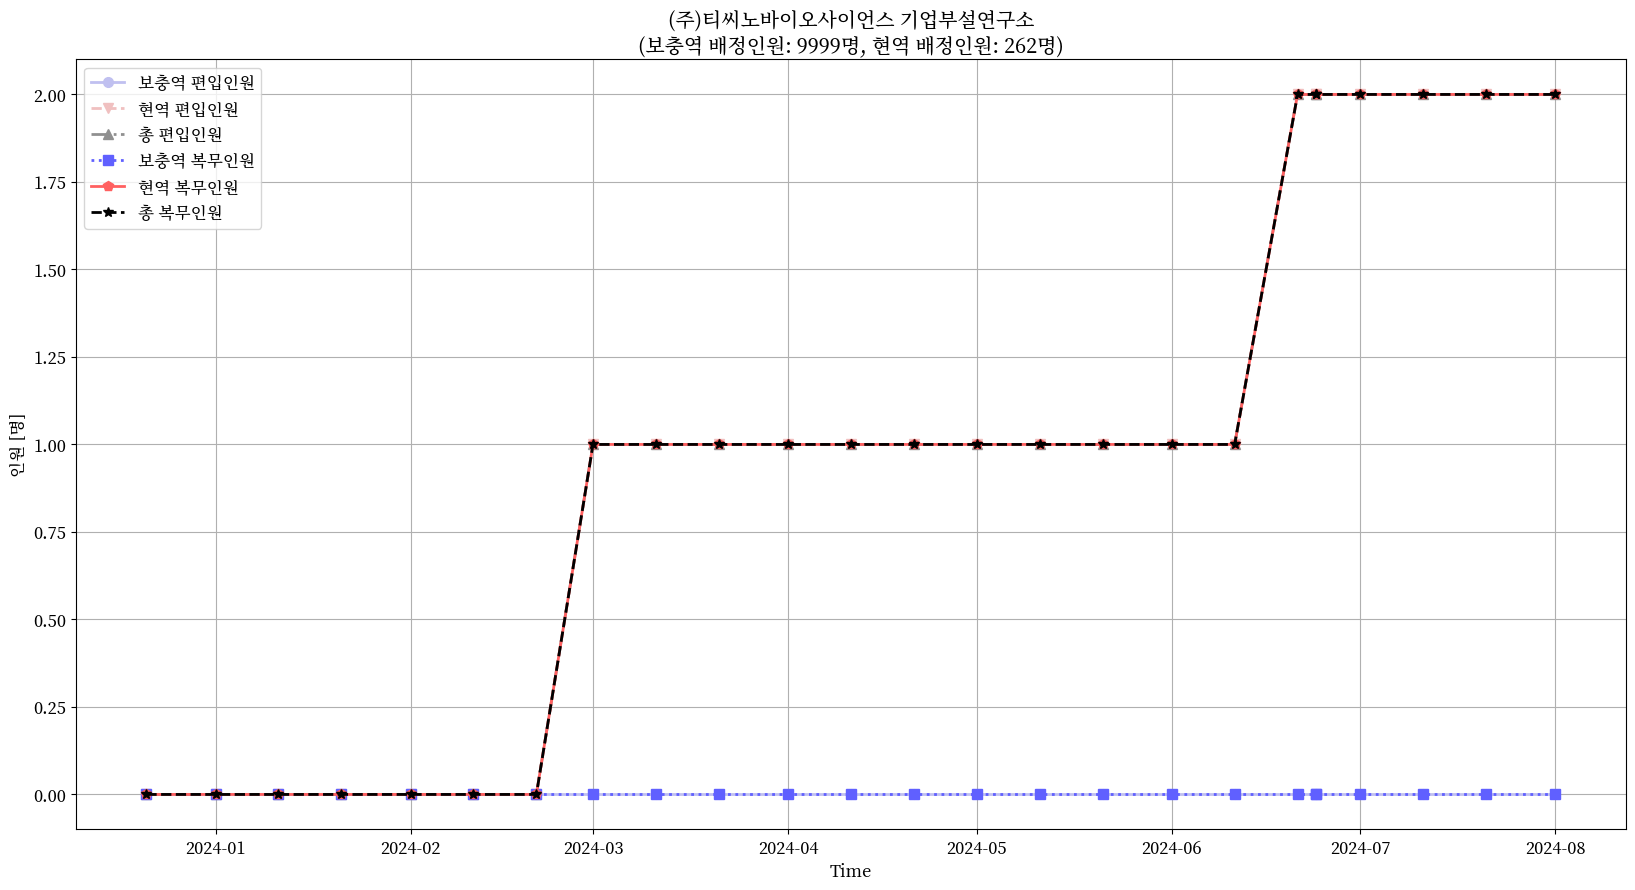 (주)티씨노바이오사이언스 기업부설연구소
(보충역 배정인원: 9999명, 현역 배정인원: 262명)
보충역 편입인원
현역 편입인원
총 편입인원
보충역 복무인원
현역 복무인원
총 복무인원
2.00
1.75
1.50
1.25
1.00
0.75
0.50
0.25
0.00
인원 [명]
2024-01
2024-02
2024-03
2024-04
2024-05
2024-06
2024-07
2024-08
Time